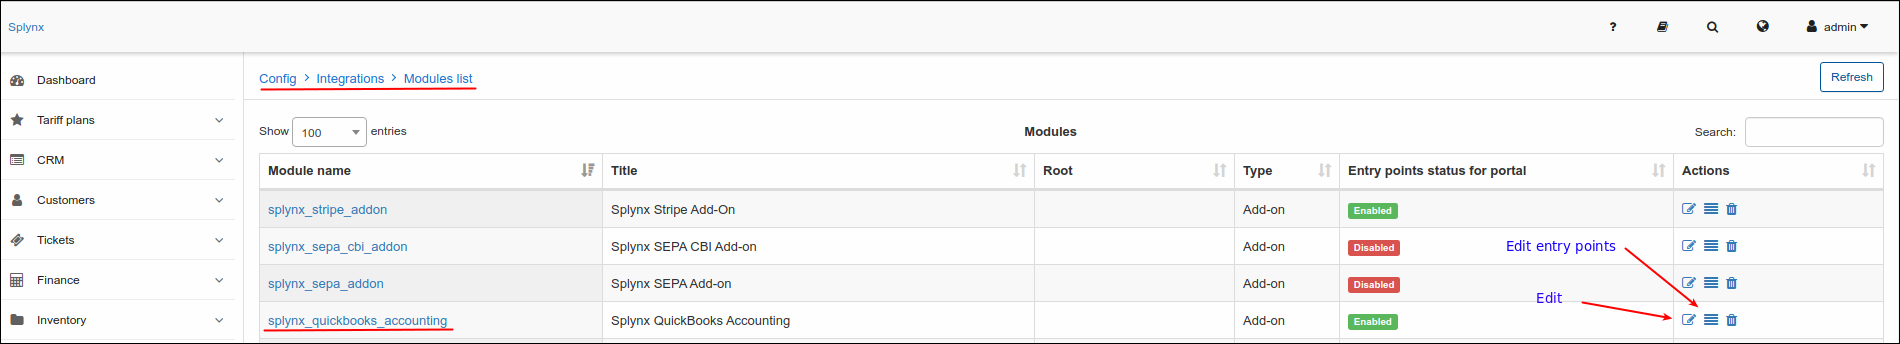 Splynx
? admin
Dashboard
Tariff plans
CRM
Customers
Tickets
Finance
Inventory
Config > Integrations > Modules list
Refresh
Show 100 entries
Modules
Search:
Module name Title Root Type Entry points status for portal Actions
splynx_stripe_addon Splynx Stripe Add-On Add-on Enabled
splynx_sepa_cbi_addon Splynx SEPA CBI Add-on Add-on Disabled
Edit entry points
splynx_sepa_addon Splynx SEPA Add-on Add-on Disabled
Edit
splynx_quickbooks_accounting Splynx QuickBooks Accounting Add-on Enabled